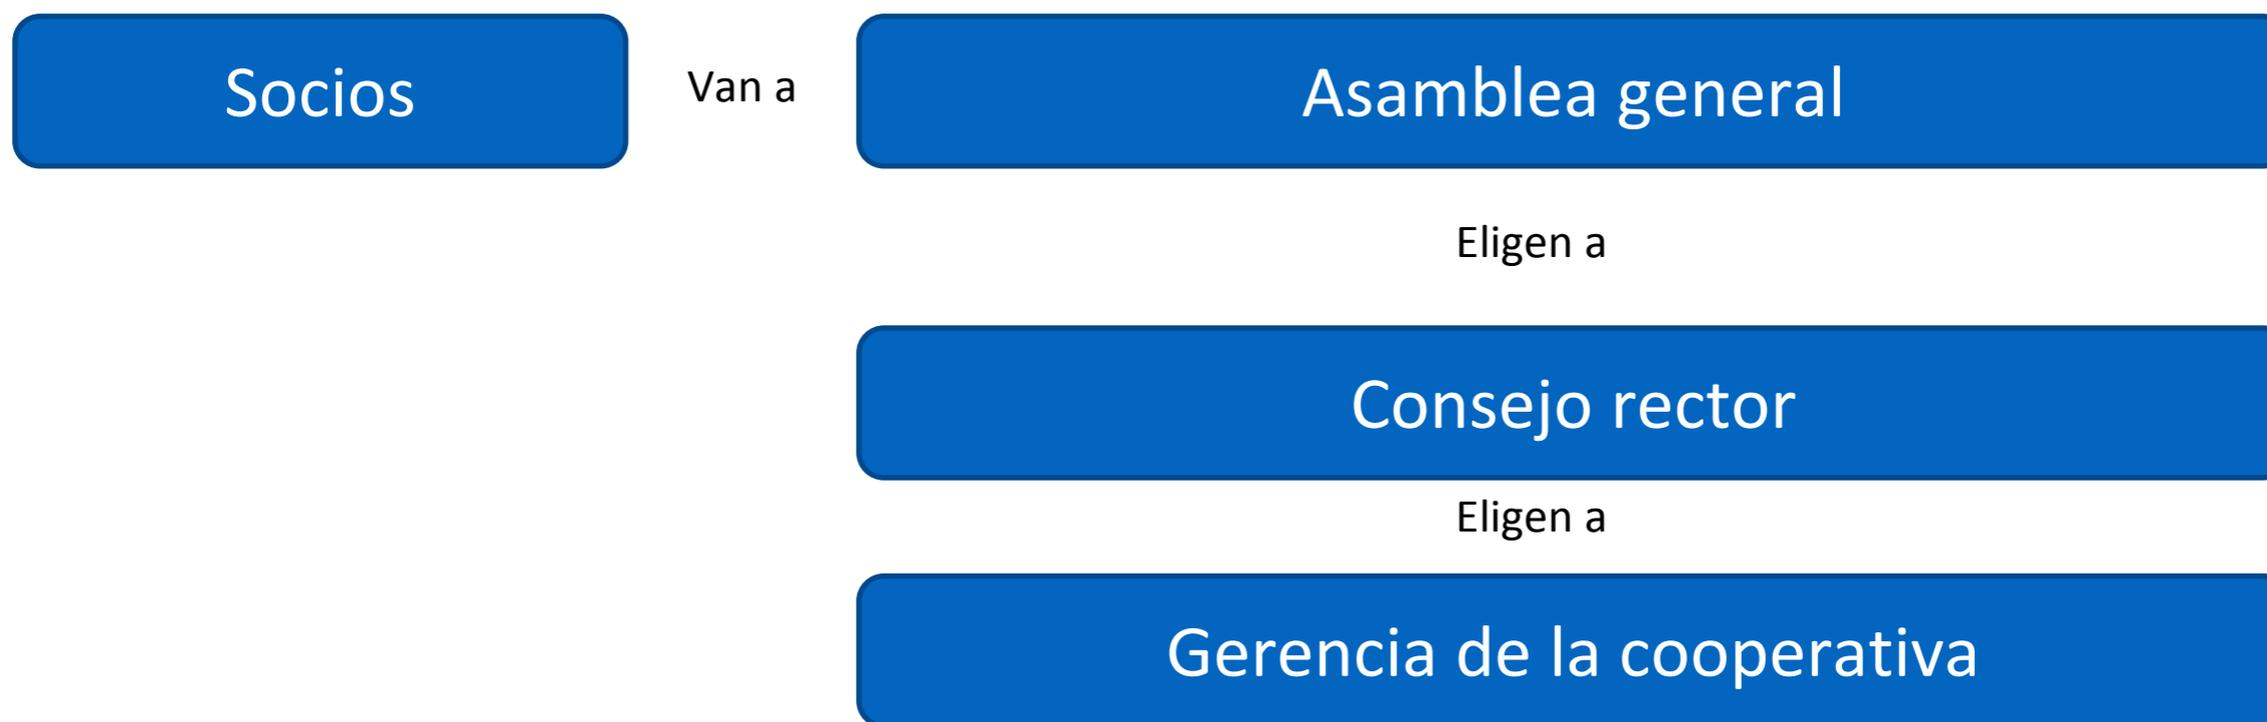 Socios
Van a
Asamblea general
Eligen a
Consejo rector
Eligen a
Gerencia de la cooperativa